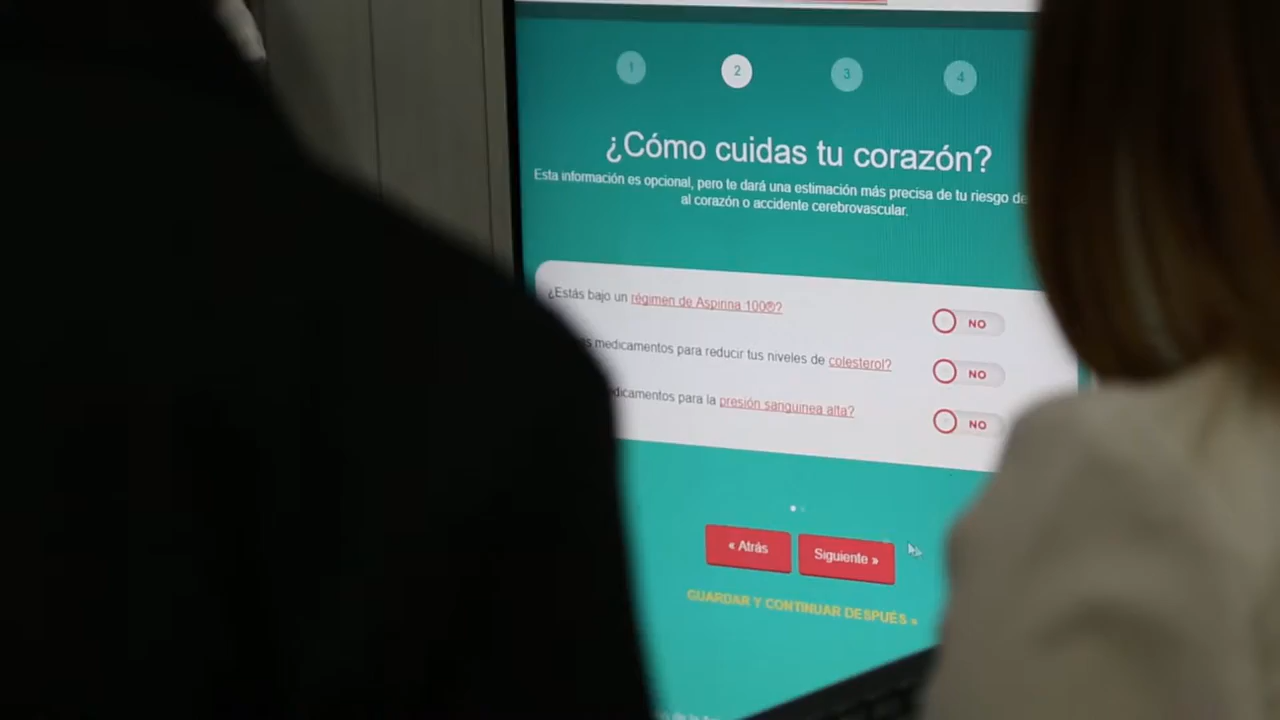 1 2 3 4
¿Cómo cuidas tu corazón?
Esta información es opcional, pero te dará una estimación más precisa de tu riesgo de
al corazón o accidente cerebrovascular.
¿Estás bajo un régimen de Aspirina 100®?
NO
medicamentos para reducir tus niveles de colesterol?
NO
para la presión sanguinea alta?
NO
« Atrás
Siguiente »
GUARDAR Y CONTINUAR DESPUÉS »